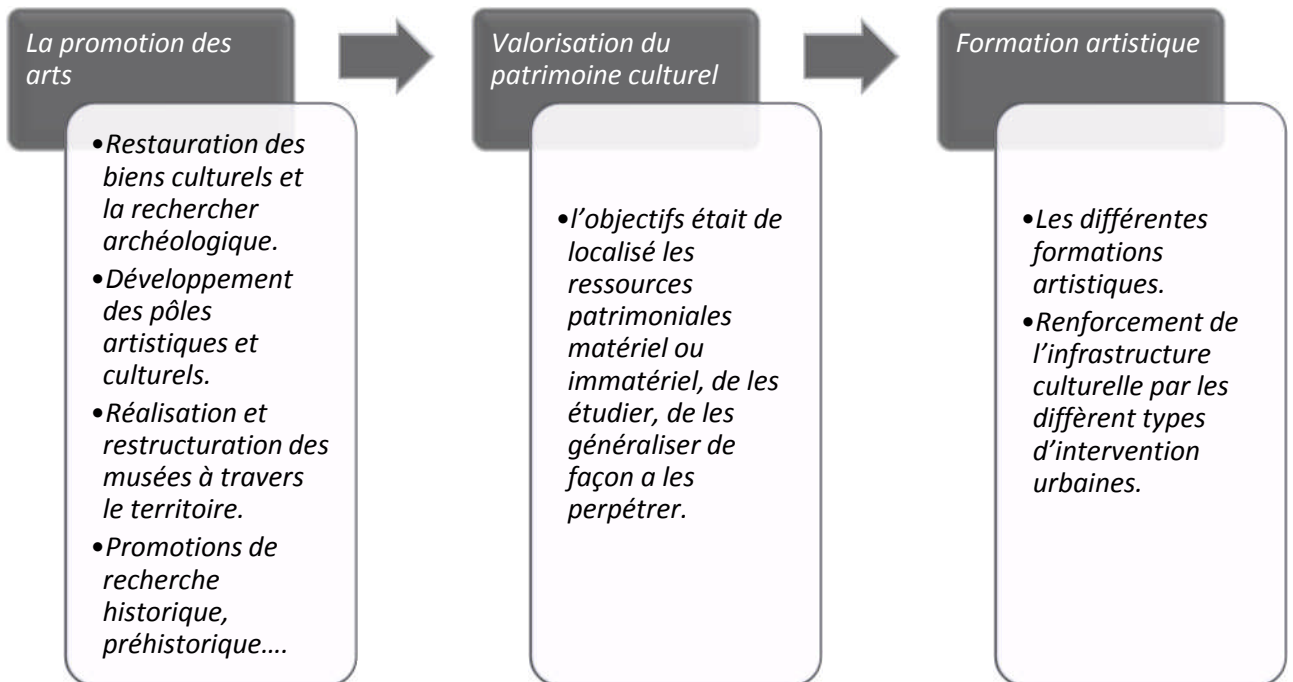 La promotion des
arts
•Restauration des
biens culturels et
la rechercher
archéologique.
•Développement
des pôles
artistiques et
culturels.
•Réalisation et
restructuration des
musées à travers
le territoire.
•Promotions de
recherche
historique,
préhistorique....
Valorisation du
patrimoine culturel
•l'objectifs était de
localisé les
ressources
patrimoniales
matériel ou
immatériel, de les
étudier, de les
généraliser de
façon a les
perpétrer.
Formation artistique
•Les différentes
formations
artistiques.
•Renforcement de
l'infrastructure
culturelle par les
diffèrent types
d'intervention
urbaines.